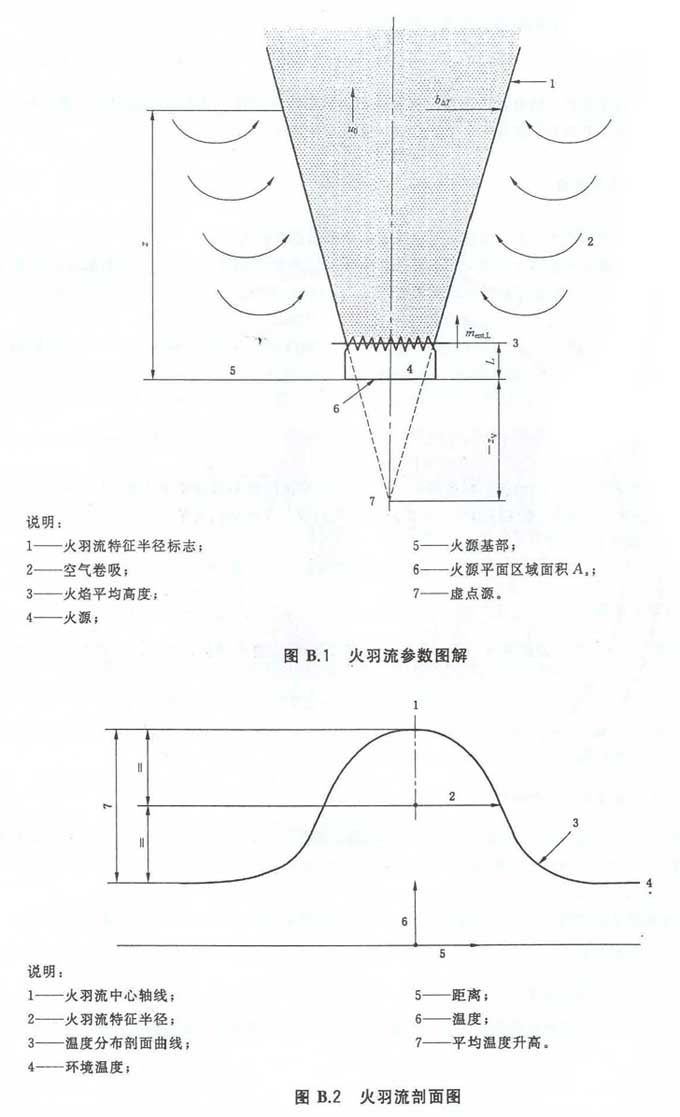 1
b_ΔT
u₀
z
2
ṁ_ent,L
3
L
5
4
6
−z_v
7
说明：
1——火羽流特征半径标志；
2——空气卷吸；
3——火焰平均高度；
4——火源；
5——火源基部；
6——火源平面区域面积 Aₛ；
7——虚点源。
图 B.1 火羽流参数图解
1
=
2
7
=
3
4
6
5
说明：
1——火羽流中心轴线；
2——火羽流特征半径；
3——温度分布剖面曲线；
4——环境温度；
5——距离；
6——温度；
7——平均温度升高。
图 B.2 火羽流剖面图